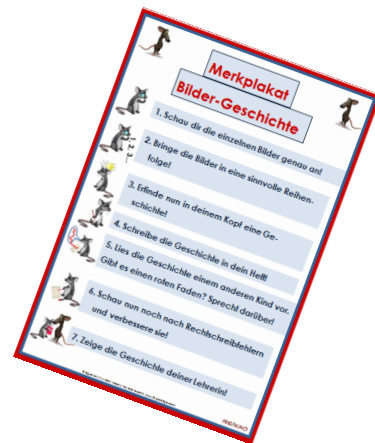 Merkplakat
Bilder-Geschichte
1. Schau dir die einzelnen Bilder genau an!
1, 2, 3...
2. Bringe die Bilder in eine sinnvolle Reihen-
folge!
3. Erfinde nun in deinem Kopf eine Ge-
schichte!
4. Schreibe die Geschichte in dein Heft!
5. Lies die Geschichte einem anderen Kind vor.
Gibt es einen roten Faden? Sprecht darüber!
6. Schau nun noch nach Rechtschreibfehlern
und verbessere sie!
7. Zeige die Geschichte deiner Lehrerin!